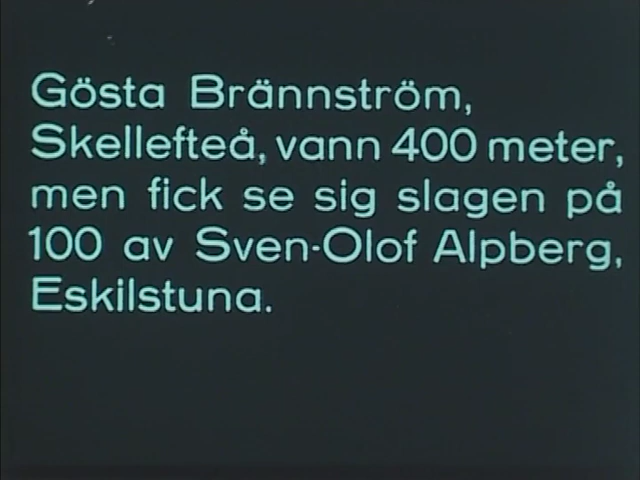 Gösta Brännström,
Skellefteå, vann 400 meter,
men fick se sig slagen på
100 av Sven-Olof Alpberg,
Eskilstuna.